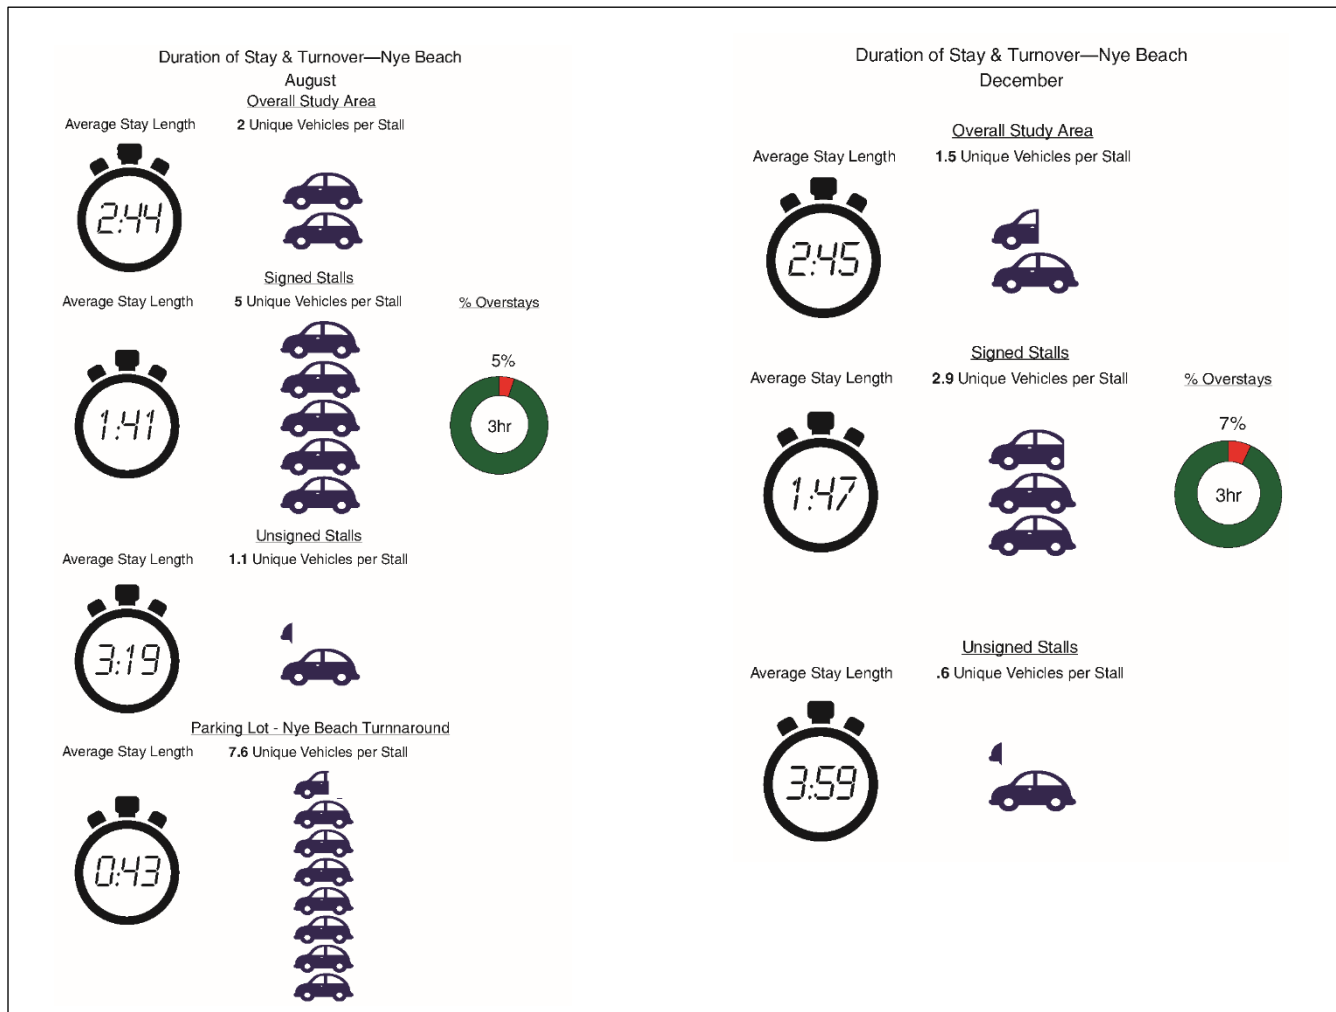 Duration of Stay & Turnover—Nye Beach
August
Overall Study Area
Average Stay Length
2 Unique Vehicles per Stall
2:44
Signed Stalls
Average Stay Length
5 Unique Vehicles per Stall
% Overstays
5%
1:41
3hr
Unsigned Stalls
Average Stay Length
1.1 Unique Vehicles per Stall
3:19
Parking Lot - Nye Beach Turnnaround
Average Stay Length
7.6 Unique Vehicles per Stall
0:43
Duration of Stay & Turnover—Nye Beach
December
Overall Study Area
Average Stay Length
1.5 Unique Vehicles per Stall
2:45
Signed Stalls
Average Stay Length
2.9 Unique Vehicles per Stall
% Overstays
7%
1:47
3hr
Unsigned Stalls
Average Stay Length
.6 Unique Vehicles per Stall
3:59